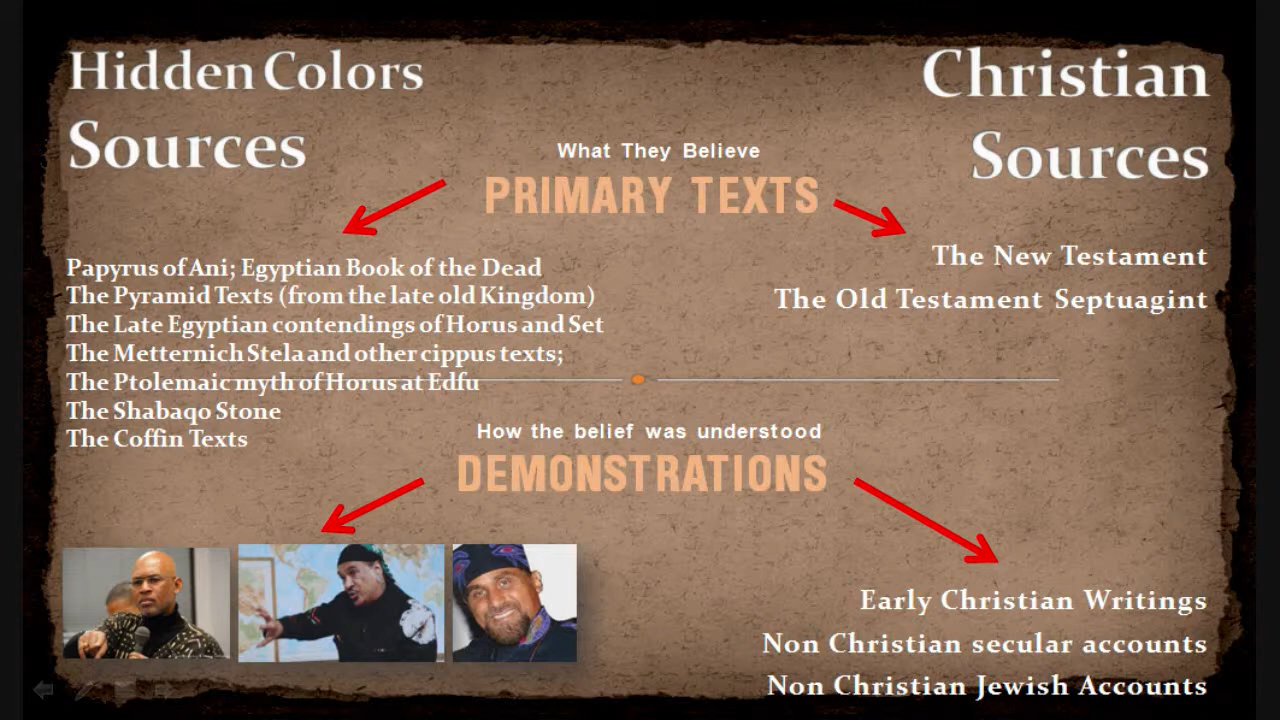 Hidden Colors
Sources
Christian
Sources
What They Believe
PRIMARY TEXTS
Papyrus of Ani; Egyptian Book of the Dead
The Pyramid Texts (from the late old Kingdom)
The Late Egyptian contendings of Horus and Set
The Metternich Stela and other cippus texts;
The Ptolemaic myth of Horus at Edfu
The Shabaqo Stone
The Coffin Texts
The New Testament
The Old Testament Septuagint
How the belief was understood
DEMONSTRATIONS
Early Christian Writings
Non Christian secular accounts
Non Christian Jewish Accounts